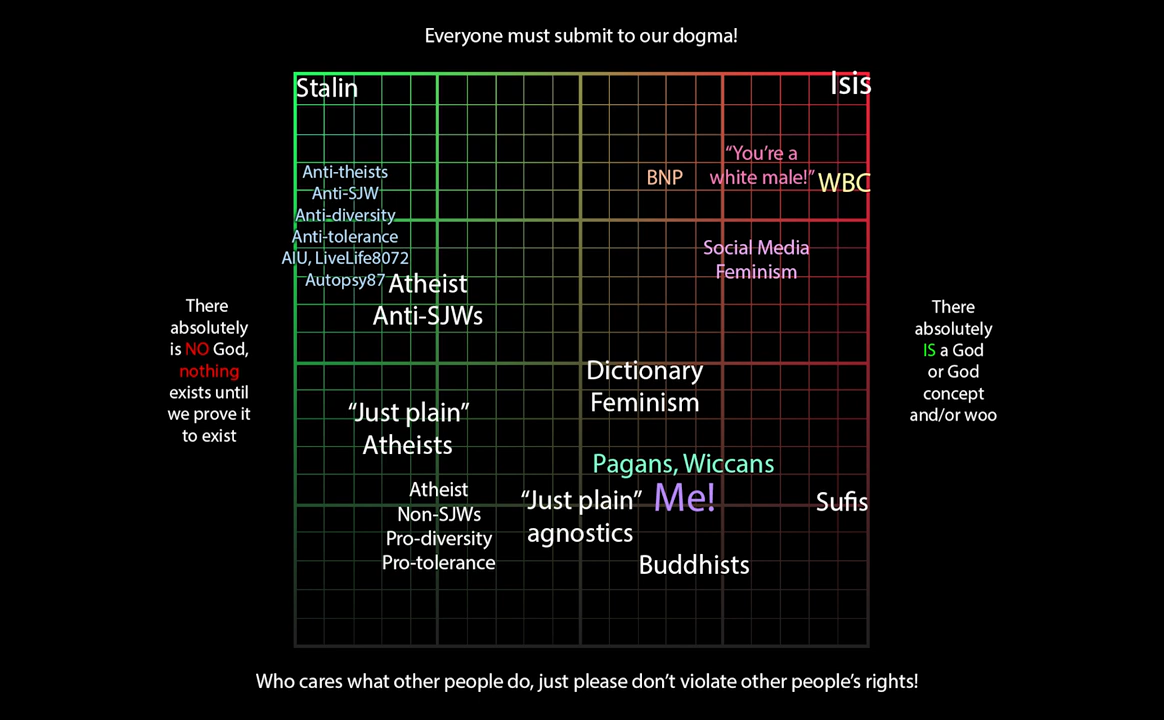 Everyone must submit to our dogma!
Stalin
Isis
"You're a
white male!"
BNP
WBC
Anti-theists
Anti-SJW
Anti-diversity
Anti-tolerance
AIU, LiveLife8072
Autopsy87
Atheist
Anti-SJWs
Social Media
Feminism
There
absolutely
is NO God,
nothing
exists until
we prove it
to exist
There
absolutely
IS a God
or God
concept
and/or woo
Dictionary
Feminism
"Just plain"
Atheists
Pagans, Wiccans
Me!
Atheist
Non-SJWs
Pro-diversity
Pro-tolerance
"Just plain"
agnostics
Sufis
Buddhists
Who cares what other people do, just please don't violate other people's rights!